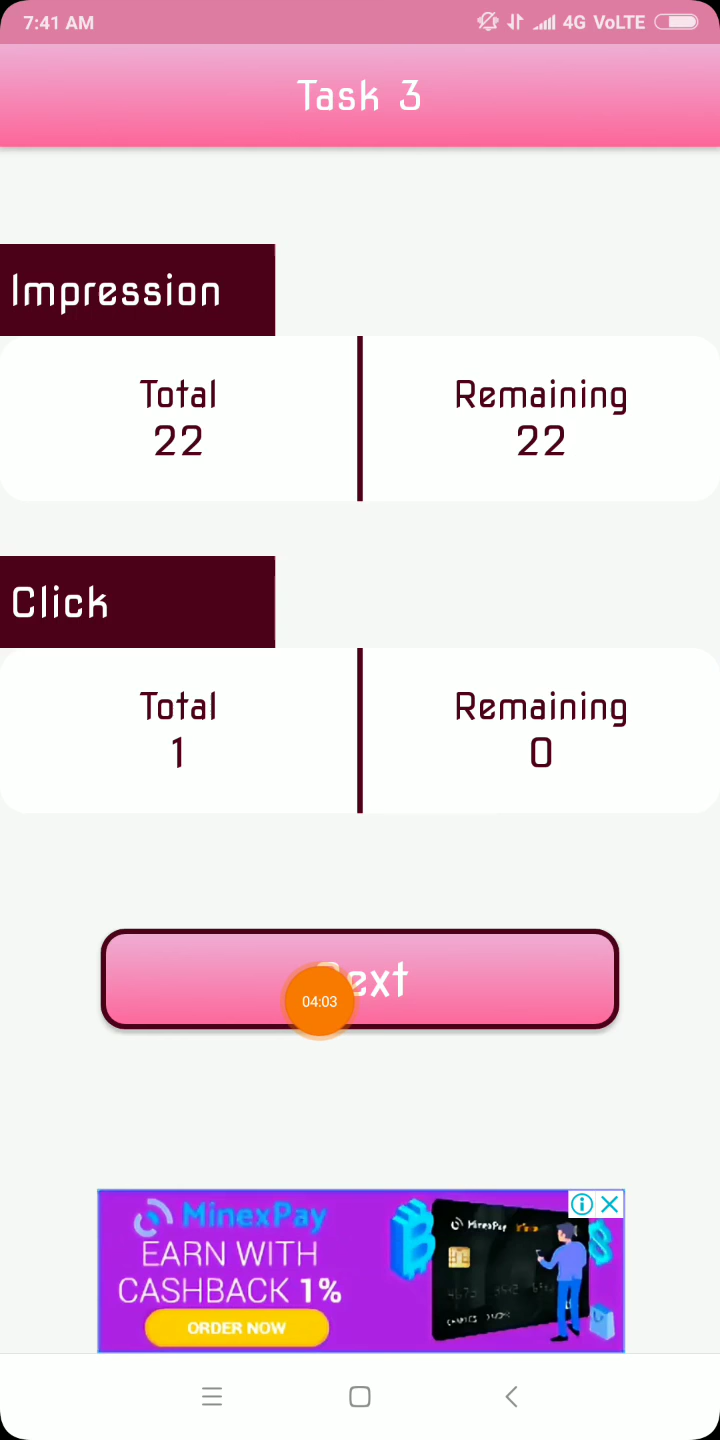 7:41 AM 4G VoLTE
Task 3
Impression
Total Remaining
22 22
Click
Total Remaining
1 0
04:03
MinexPay
EARN WITH
CASHBACK 1%
ORDER NOW
MinexPay